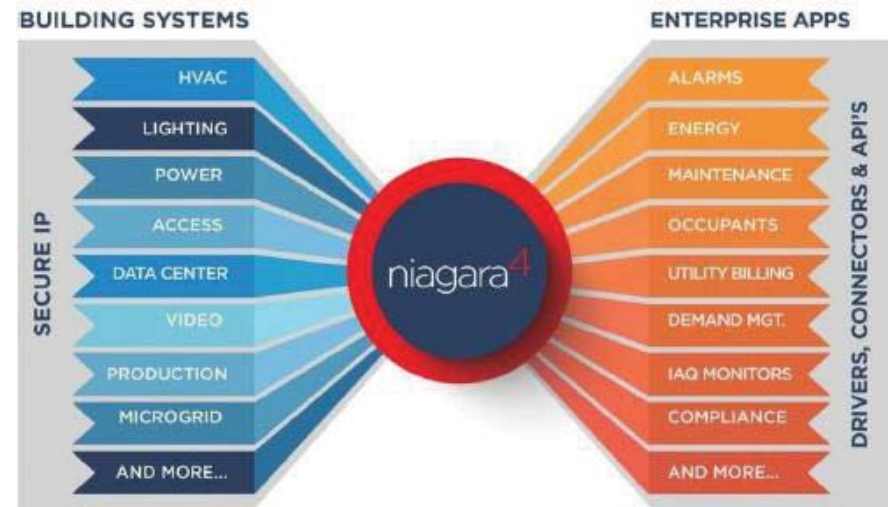 BUILDING SYSTEMS
ENTERPRISE APPS
SECURE IP
HVAC
LIGHTING
POWER
ACCESS
DATA CENTER
VIDEO
PRODUCTION
MICROGRID
AND MORE...
niagara4
ALARMS
ENERGY
MAINTENANCE
OCCUPANTS
UTILITY BILLING
DEMAND MGT.
IAQ MONITORS
COMPLIANCE
AND MORE...
DRIVERS, CONNECTORS & API'S